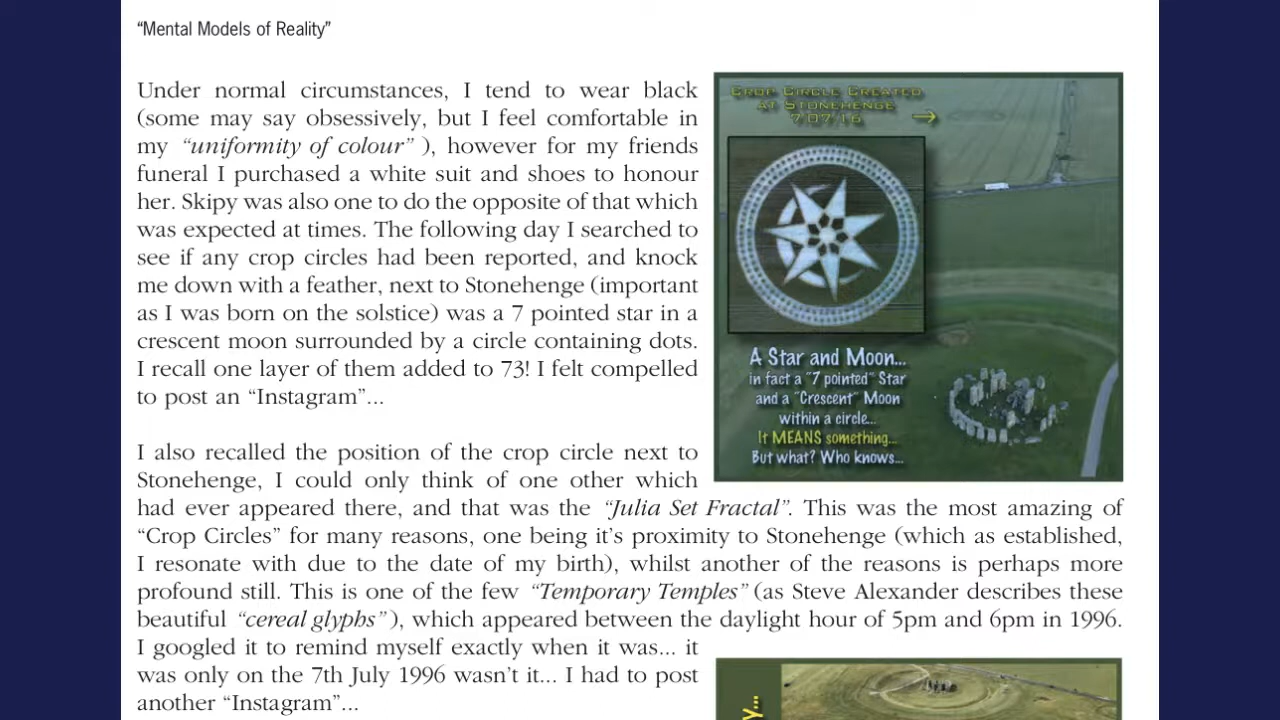 “Mental Models of Reality”
Under normal circumstances, I tend to wear black
(some may say obsessively, but I feel comfortable in
my “uniformity of colour” ), however for my friends
funeral I purchased a white suit and shoes to honour
her. Skipy was also one to do the opposite of that which
was expected at times. The following day I searched to
see if any crop circles had been reported, and knock
me down with a feather, next to Stonehenge (important
as I was born on the solstice) was a 7 pointed star in a
crescent moon surrounded by a circle containing dots.
I recall one layer of them added to 73! I felt compelled
to post an “Instagram”...
Crop Circle Created
at Stonehenge
7/07/16
A Star and Moon...
in fact a "7 pointed" Star
and a "Crescent" Moon
within a circle...
It MEANS something...
But what? Who knows...
I also recalled the position of the crop circle next to
Stonehenge, I could only think of one other which
had ever appeared there, and that was the “Julia Set Fractal”. This was the most amazing of
“Crop Circles” for many reasons, one being it’s proximity to Stonehenge (which as established,
I resonate with due to the date of my birth), whilst another of the reasons is perhaps more
profound still. This is one of the few “Temporary Temples” (as Steve Alexander describes these
beautiful “cereal glyphs” ), which appeared between the daylight hour of 5pm and 6pm in 1996.
I googled it to remind myself exactly when it was... it
was only on the 7th July 1996 wasn’t it... I had to post
another “Instagram”...